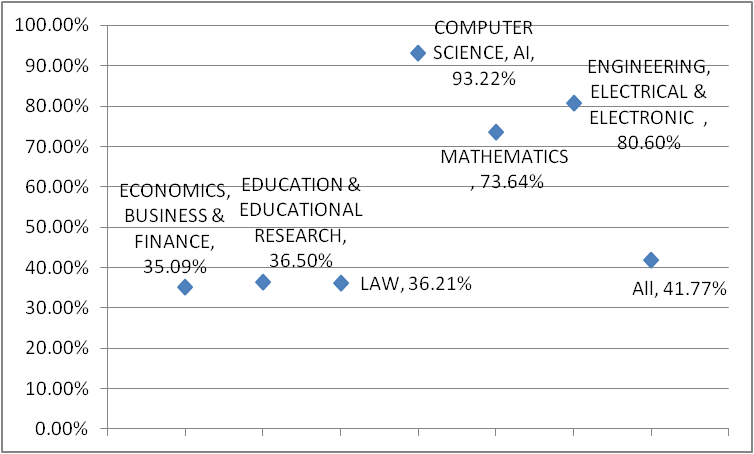 100.00%
90.00%
80.00%
70.00%
60.00%
50.00%
40.00%
30.00%
20.00%
10.00%
0.00%
ECONOMICS,
BUSINESS &
FINANCE,
35.09%
EDUCATION &
EDUCATIONAL
RESEARCH,
36.50%
LAW, 36.21%
COMPUTER
SCIENCE, AI,
93.22%
MATHEMATICS
, 73.64%
ENGINEERING,
ELECTRICAL &
ELECTRONIC ,
80.60%
All, 41.77%